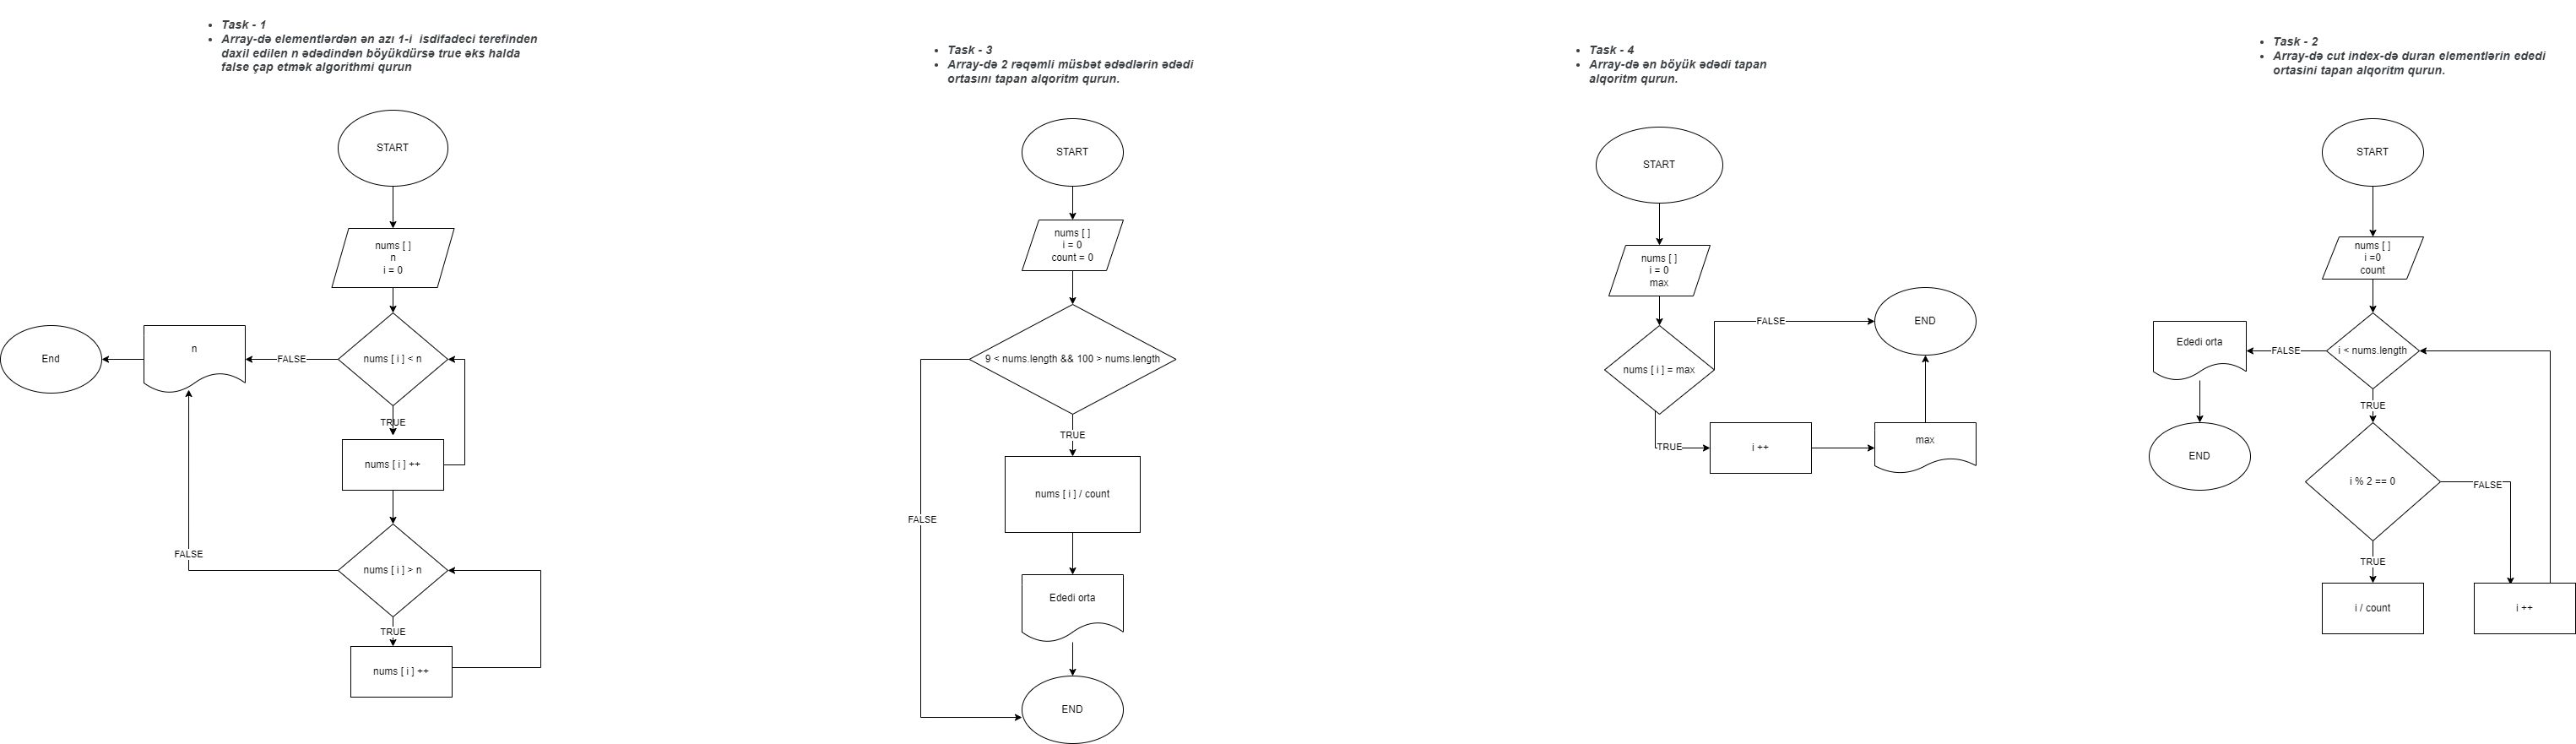 Task - 1
Array-də elementlərdən ən azı 1-i  isdifadeci terefinden
daxil edilen n ədədindən böyükdürsə true əks halda
false çap etmək algorithmi qurun
START
nums [ ]
n
i = 0
nums [ i ] < n
FALSE
n
End
TRUE
nums [ i ] ++
nums [ i ] > n
FALSE
TRUE
nums [ i ] ++
Task - 3
Array-də 2 rəqəmli müsbət ədədlərin ədədi
ortasını tapan alqoritm qurun.
START
nums [ ]
i = 0
count = 0
9 < nums.length && 100 > nums.length
TRUE
nums [ i ] / count
FALSE
Ededi orta
END
Task - 4
Array-də ən böyük ədədi tapan
alqoritm qurun.
START
nums [ ]
i = 0
max
nums [ i ] = max
FALSE
END
TRUE
i ++
max
Task - 2
Array-də cut index-də duran elementlərin ededi
ortasini tapan alqoritm qurun.
START
nums [ ]
i =0
count
i < nums.length
FALSE
Ededi orta
END
TRUE
i % 2 == 0
FALSE
TRUE
i / count
i ++